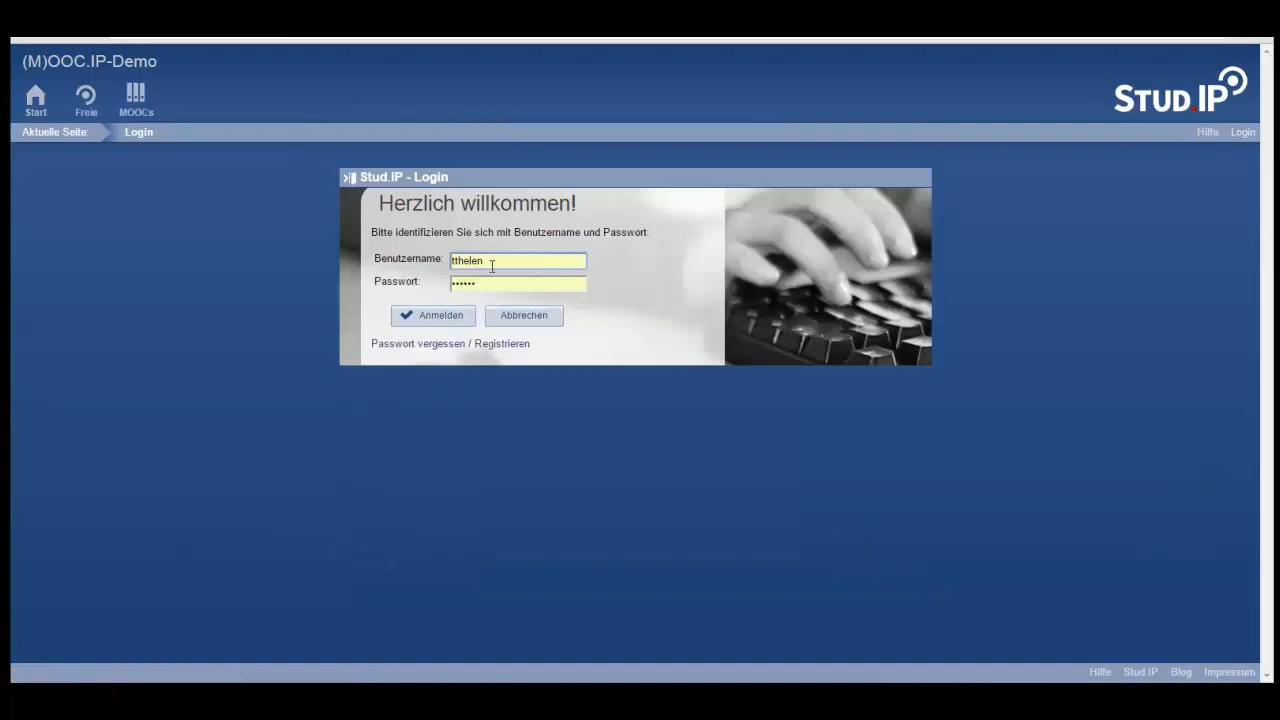 (M)OOC.IP-Demo
STUD.IP
Start Freie MOOCs
Aktuelle Seite: Login Hilfe Login
Stud.IP - Login
Herzlich willkommen!
Bitte identifizieren Sie sich mit Benutzername und Passwort:
Benutzername: tthelen
Passwort: ••••••
Anmelden Abbrechen
Passwort vergessen / Registrieren
Hilfe Stud.IP Blog Impressum